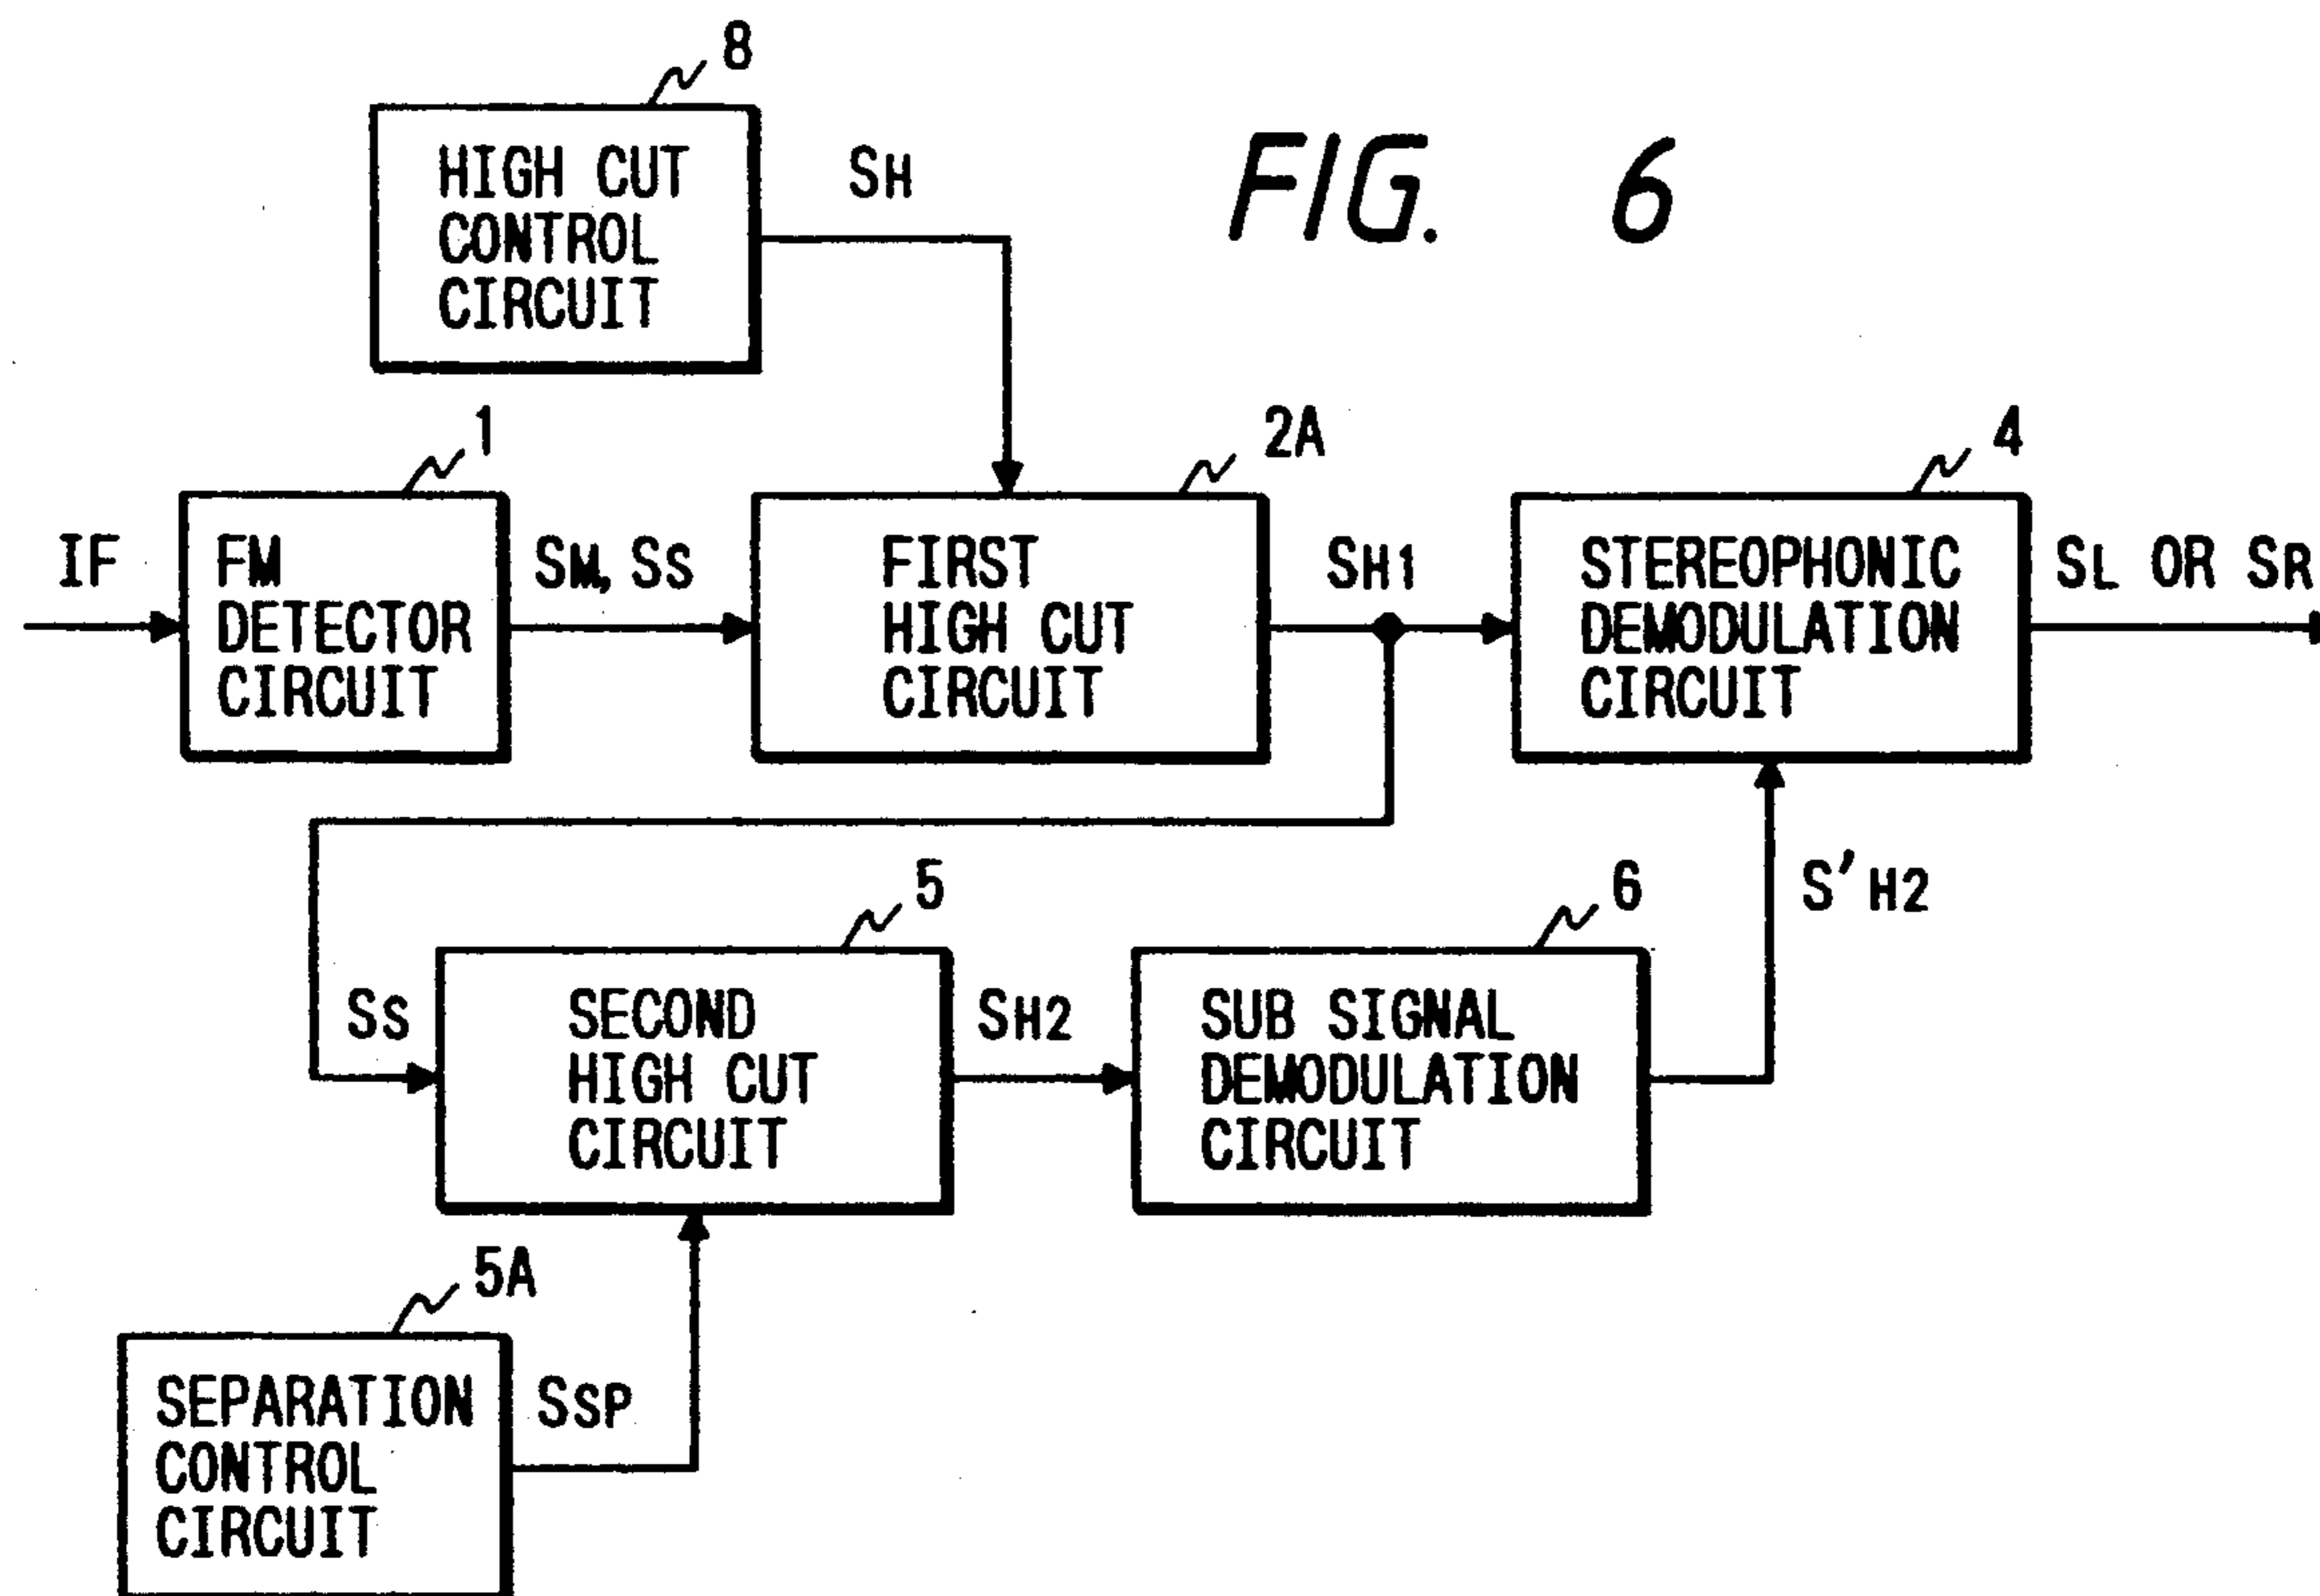 8
HIGH CUT
CONTROL
CIRCUIT
SH
FIG. 6
1
2A
4
IF
FM
DETECTOR
CIRCUIT
SM, SS
FIRST
HIGH CUT
CIRCUIT
SH1
STEREOPHONIC
DEMODULATION
CIRCUIT
SL OR SR
5
6
S'H2
SS
SECOND
HIGH CUT
CIRCUIT
SH2
SUB SIGNAL
DEMODULATION
CIRCUIT
5A
SEPARATION
CONTROL
CIRCUIT
SSP